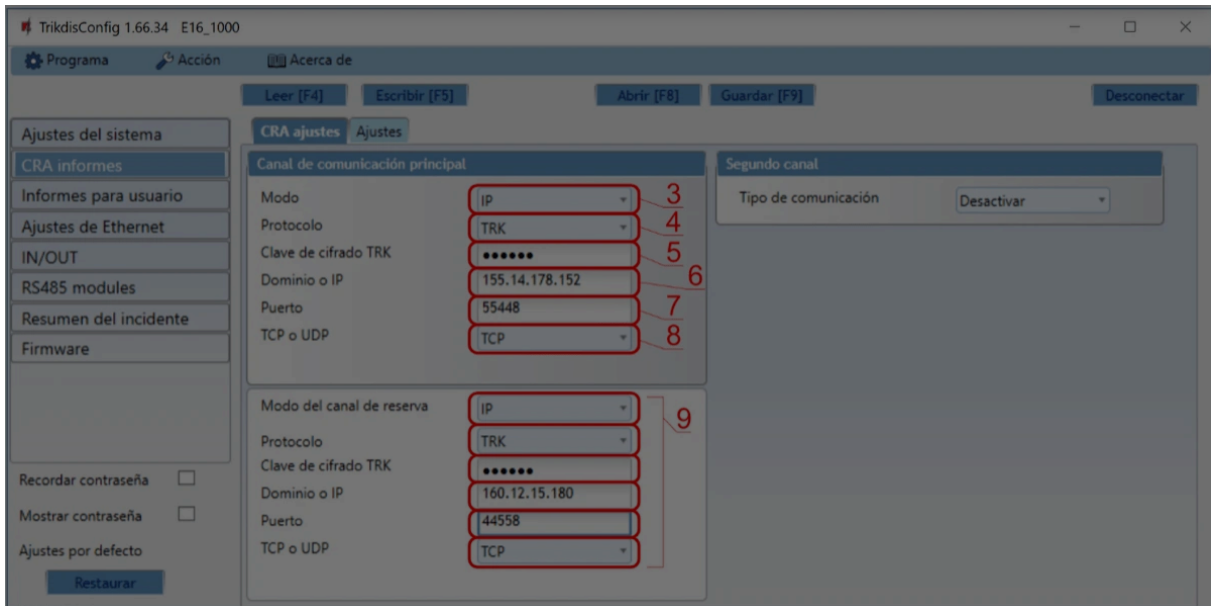 TrikdisConfig 1.66.34 E16_1000
Programa Acción Acerca de
Leer [F4] Escribir [F5] Abrir [F8] Guardar [F9] Desconectar
Ajustes del sistema
CRA informes
Informes para usuario
Ajustes de Ethernet
IN/OUT
RS485 modules
Resumen del incidente
Firmware
Recordar contraseña
Mostrar contraseña
Ajustes por defecto
Restaurar
CRA ajustes Ajustes
Canal de comunicación principal
Modo IP 3
Protocolo TRK 4
Clave de cifrado TRK •••••• 5
Dominio o IP 155.14.178.152 6
Puerto 55448 7
TCP o UDP TCP 8
Modo del canal de reserva IP 9
Protocolo TRK
Clave de cifrado TRK ••••••
Dominio o IP 160.12.15.180
Puerto 44558
TCP o UDP TCP
Segundo canal
Tipo de comunicación Desactivar